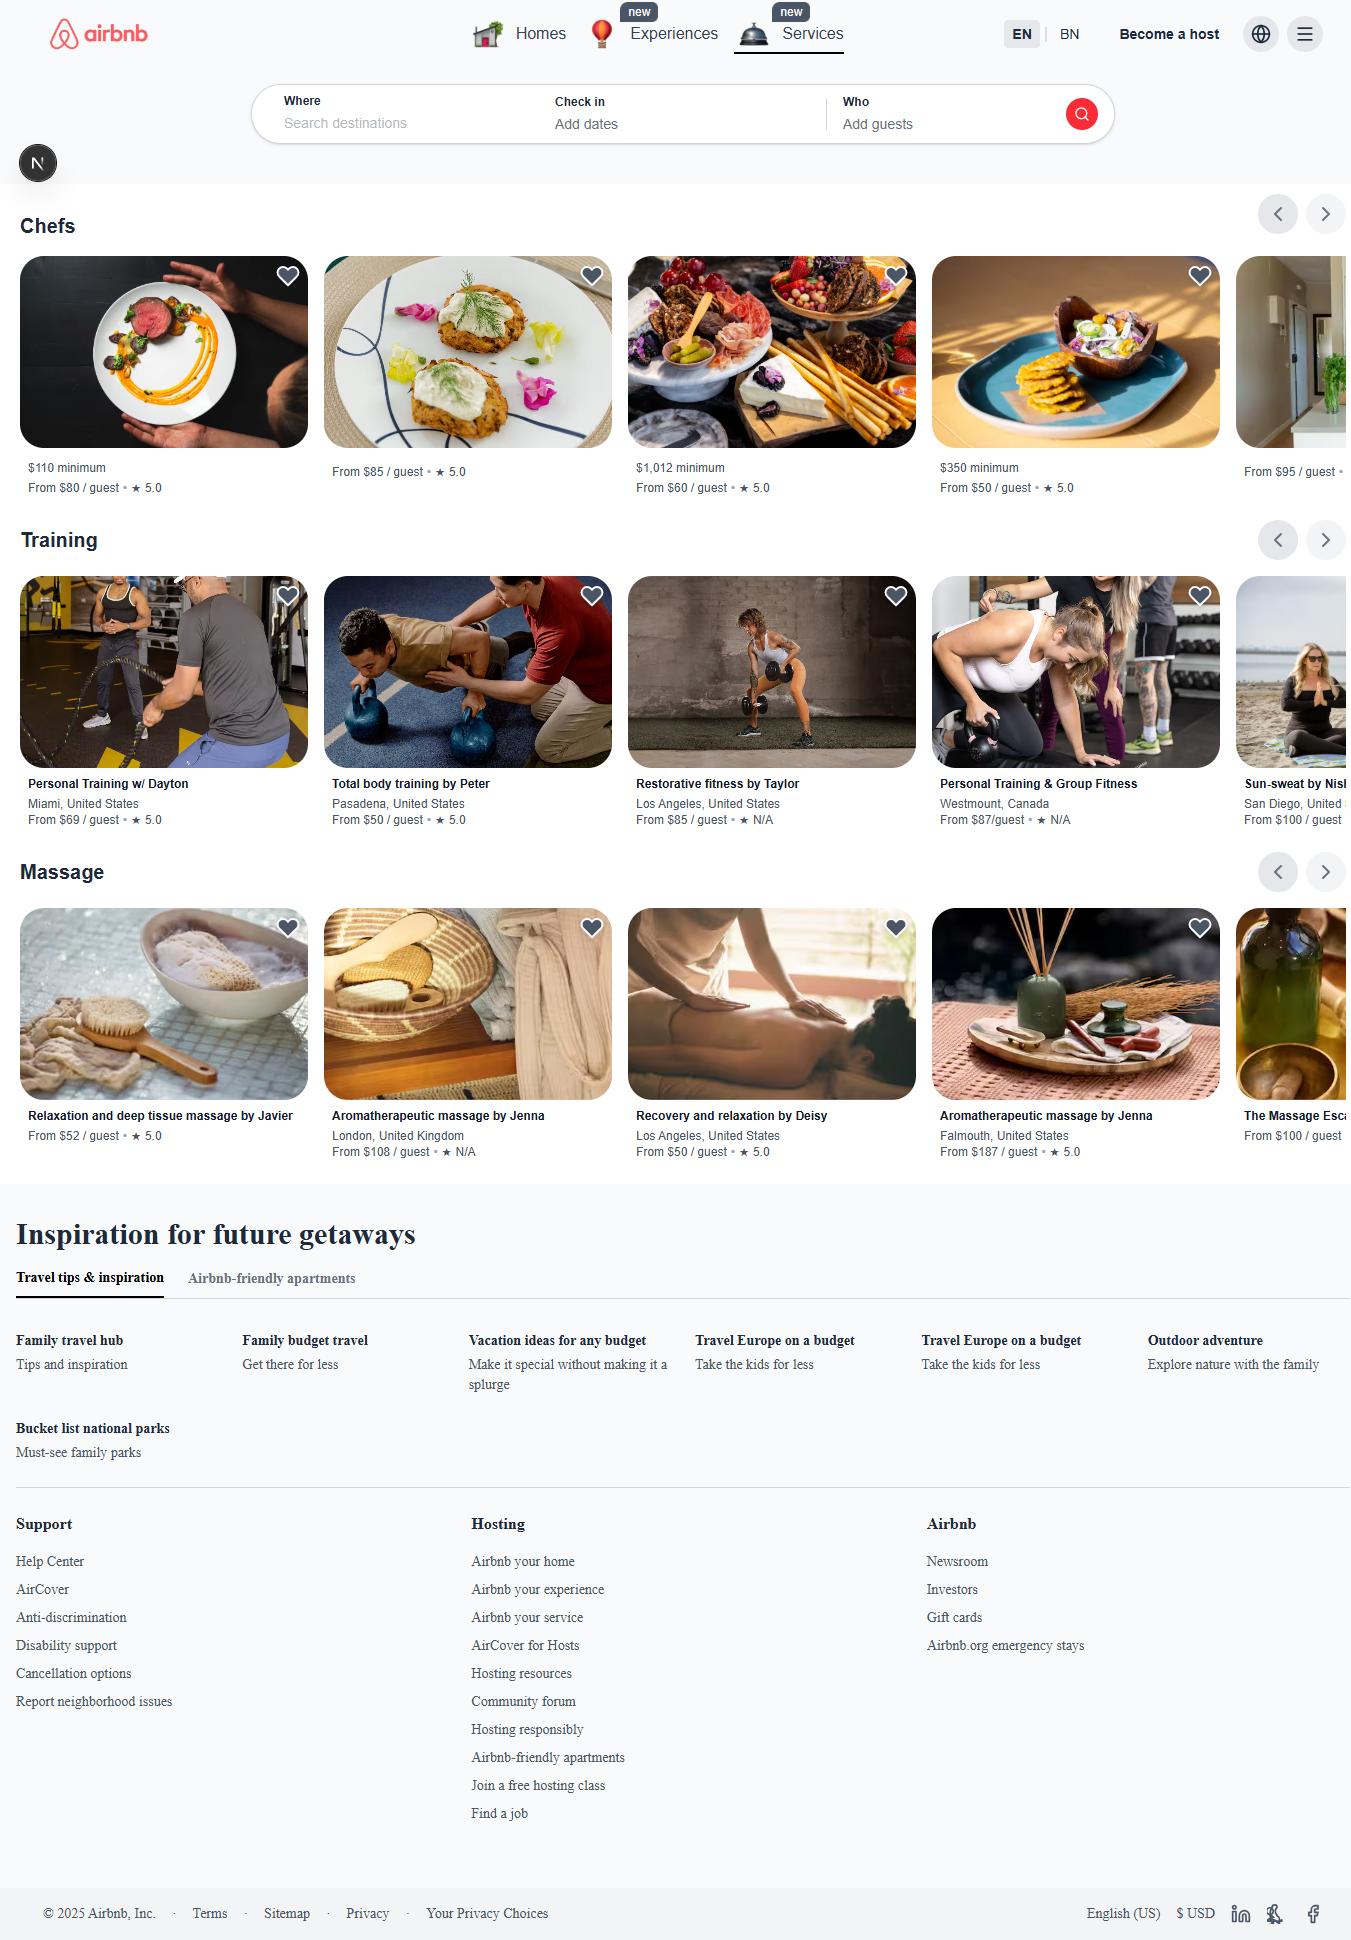 airbnb
Homes
new
Experiences
new
Services
EN
BN
Become a host
Where
Search destinations
Check in
Add dates
Who
Add guests
N
Chefs
$110 minimum
From $80 / guest • ★ 5.0
From $85 / guest • ★ 5.0
$1,012 minimum
From $60 / guest • ★ 5.0
$350 minimum
From $50 / guest • ★ 5.0
From $95 / guest •
Training
Personal Training w/ Dayton
Miami, United States
From $69 / guest • ★ 5.0
Total body training by Peter
Pasadena, United States
From $50 / guest • ★ 5.0
Restorative fitness by Taylor
Los Angeles, United States
From $85 / guest • ★ N/A
Personal Training & Group Fitness
Westmount, Canada
From $87/guest • ★ N/A
Sun-sweat by Nish
San Diego, United
From $100 / guest
Massage
Relaxation and deep tissue massage by Javier
From $52 / guest • ★ 5.0
Aromatherapeutic massage by Jenna
London, United Kingdom
From $108 / guest • ★ N/A
Recovery and relaxation by Deisy
Los Angeles, United States
From $50 / guest • ★ 5.0
Aromatherapeutic massage by Jenna
Falmouth, United States
From $187 / guest • ★ 5.0
The Massage Esca
From $100 / guest
Inspiration for future getaways
Travel tips & inspiration
Airbnb-friendly apartments
Family travel hub
Tips and inspiration
Family budget travel
Get there for less
Vacation ideas for any budget
Make it special without making it a
splurge
Travel Europe on a budget
Take the kids for less
Travel Europe on a budget
Take the kids for less
Outdoor adventure
Explore nature with the family
Bucket list national parks
Must-see family parks
Support
Help Center
AirCover
Anti-discrimination
Disability support
Cancellation options
Report neighborhood issues
Hosting
Airbnb your home
Airbnb your experience
Airbnb your service
AirCover for Hosts
Hosting resources
Community forum
Hosting responsibly
Airbnb-friendly apartments
Join a free hosting class
Find a job
Airbnb
Newsroom
Investors
Gift cards
Airbnb.org emergency stays
© 2025 Airbnb, Inc. · Terms · Sitemap · Privacy · Your Privacy Choices
English (US) $ USD